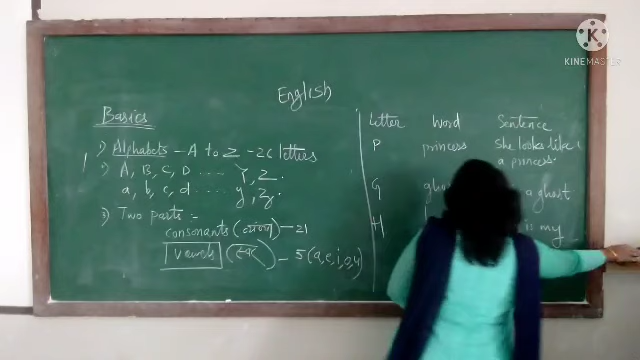 KINEMASTER
English
Basics
1) Alphabets - A to Z - 26 letters
2) A, B, C, D .... Y, Z.
a, b, c, d .... y, z.
3) Two parts :-
consonants - 21
Vowels - 5 (a, e, i, o, u)
Letter Word Sentence
P princess She looks like
a princess.
G a ghost
H is my